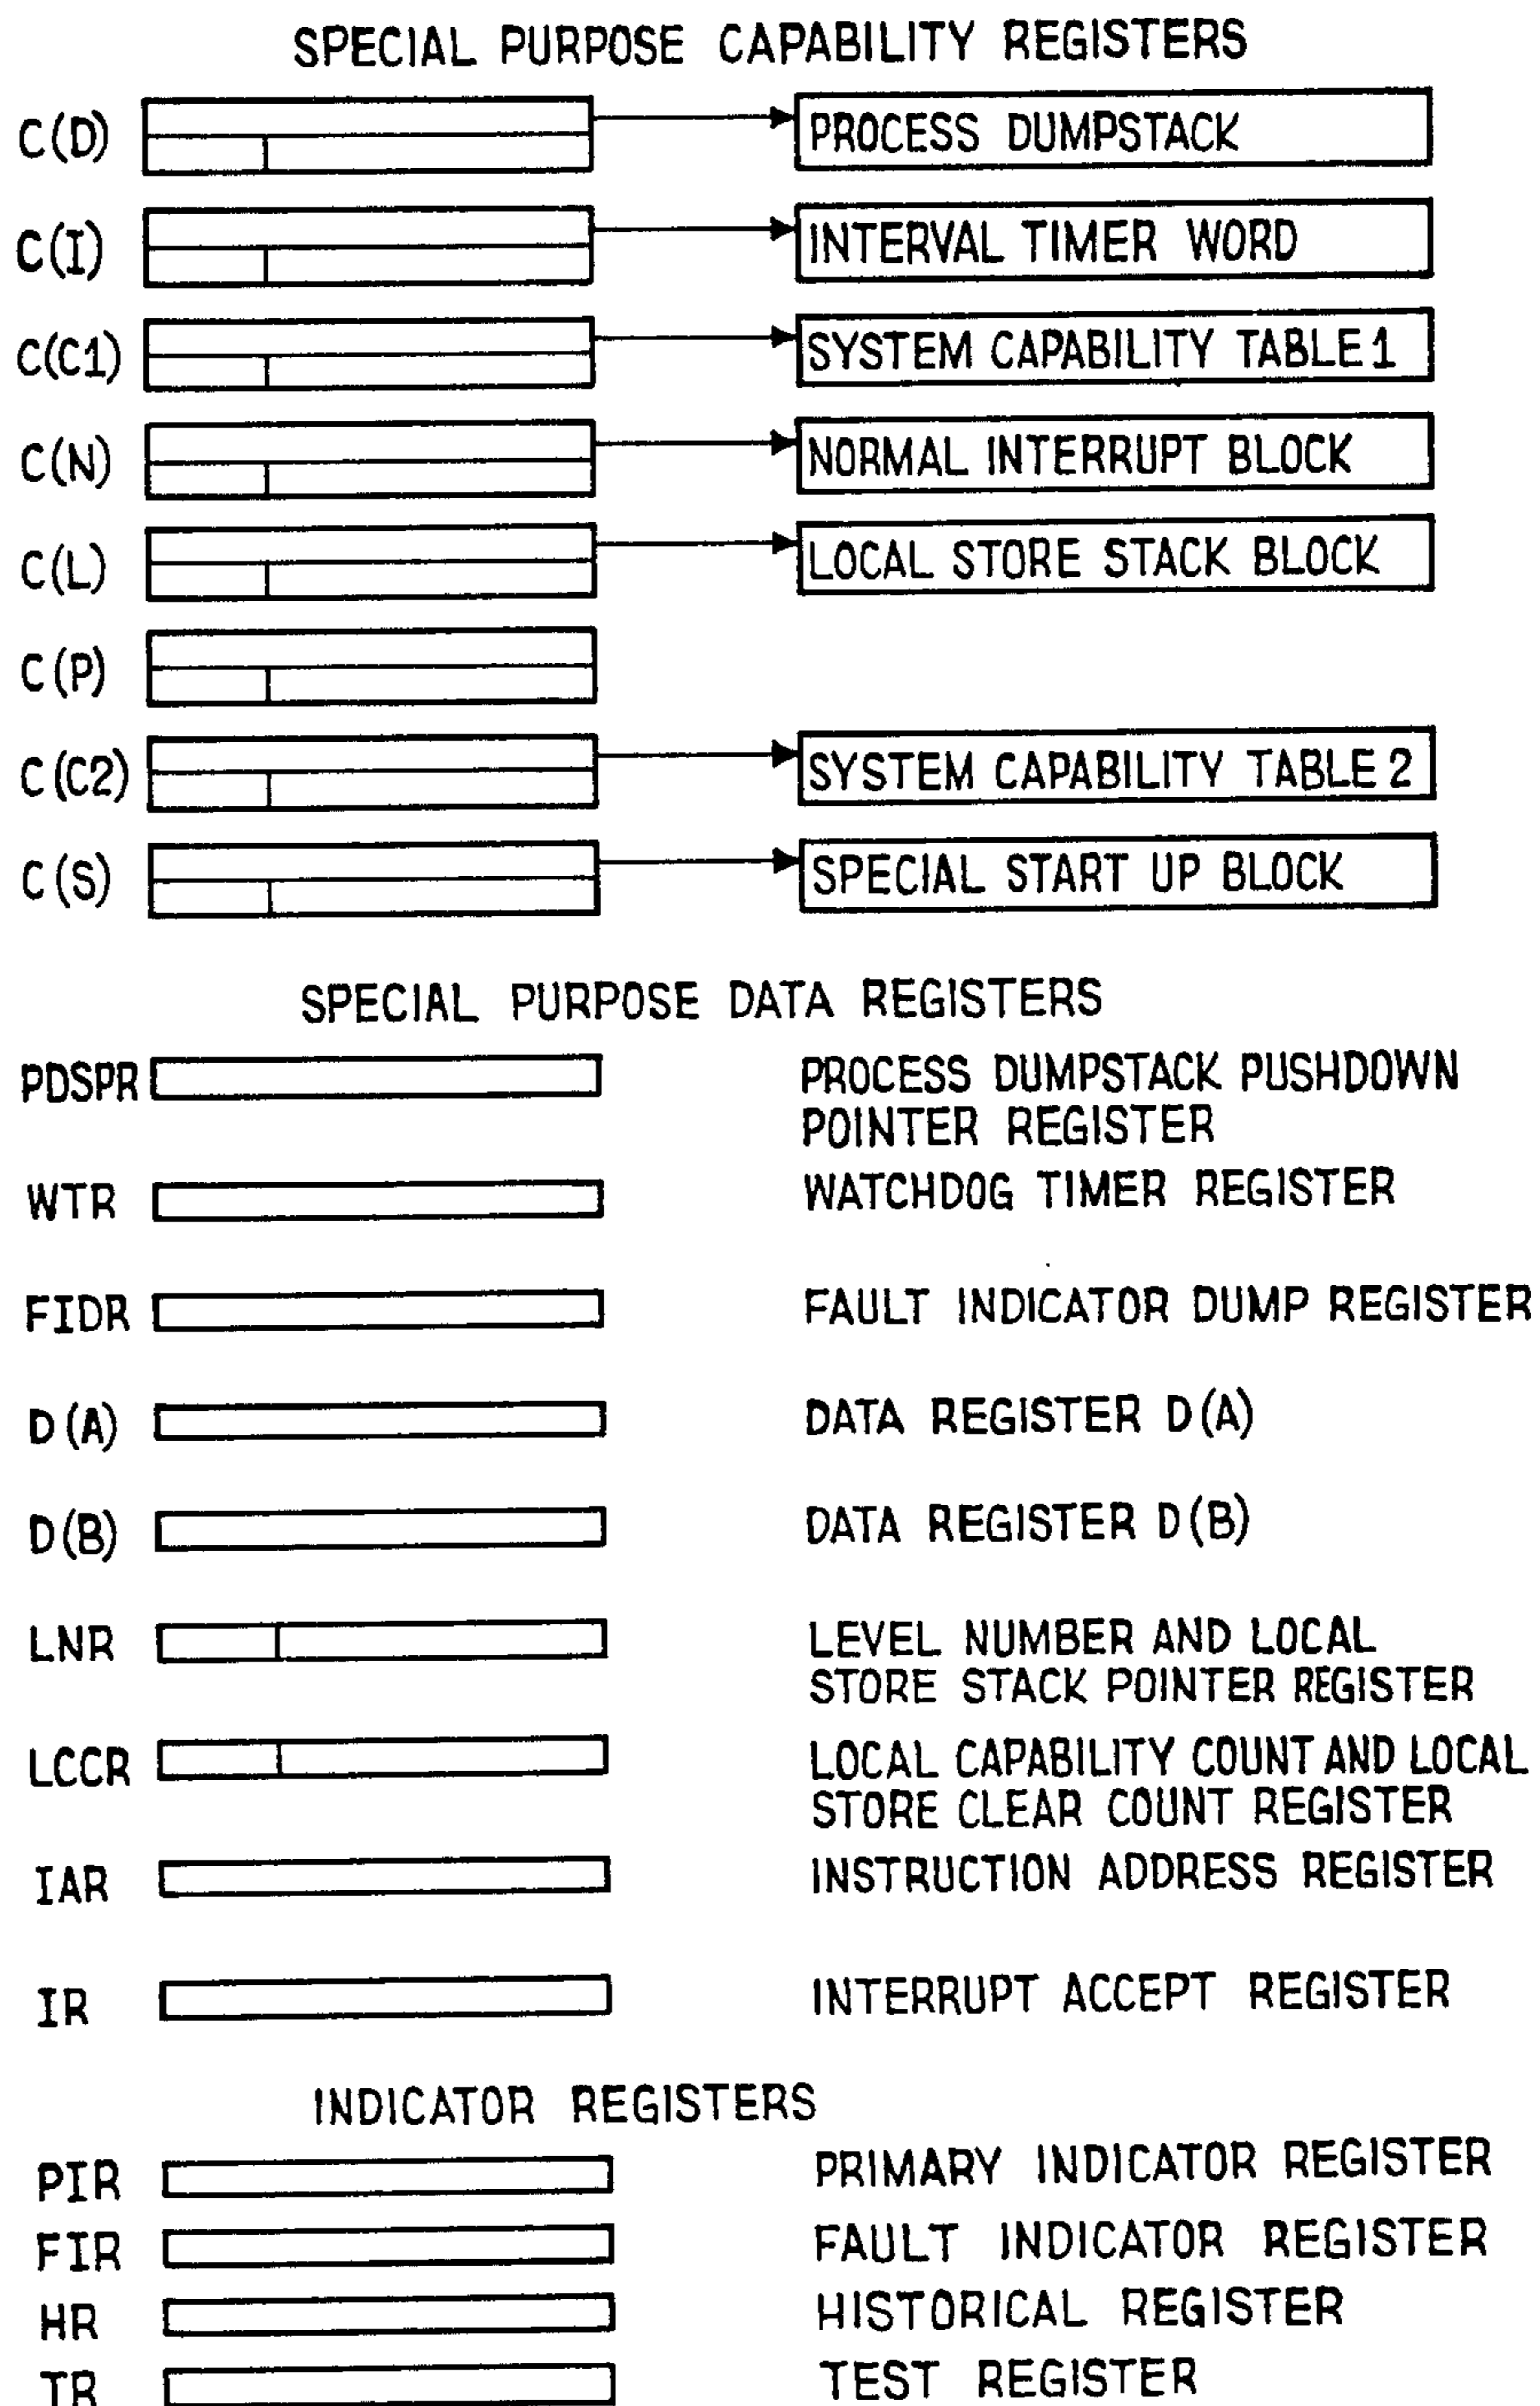 SPECIAL PURPOSE CAPABILITY REGISTERS
C(D) PROCESS DUMPSTACK
C(I) INTERVAL TIMER WORD
C(C1) SYSTEM CAPABILITY TABLE 1
C(N) NORMAL INTERRUPT BLOCK
C(L) LOCAL STORE STACK BLOCK
C(P)
C(C2) SYSTEM CAPABILITY TABLE 2
C(S) SPECIAL START UP BLOCK
SPECIAL PURPOSE DATA REGISTERS
PDSPR PROCESS DUMPSTACK PUSHDOWN
POINTER REGISTER
WTR WATCHDOG TIMER REGISTER
FIDR FAULT INDICATOR DUMP REGISTER
D(A) DATA REGISTER D(A)
D(B) DATA REGISTER D(B)
LNR LEVEL NUMBER AND LOCAL
STORE STACK POINTER REGISTER
LCCR LOCAL CAPABILITY COUNT AND LOCAL
STORE CLEAR COUNT REGISTER
IAR INSTRUCTION ADDRESS REGISTER
IR INTERRUPT ACCEPT REGISTER
INDICATOR REGISTERS
PIR PRIMARY INDICATOR REGISTER
FIR FAULT INDICATOR REGISTER
HR HISTORICAL REGISTER
TR TEST REGISTER